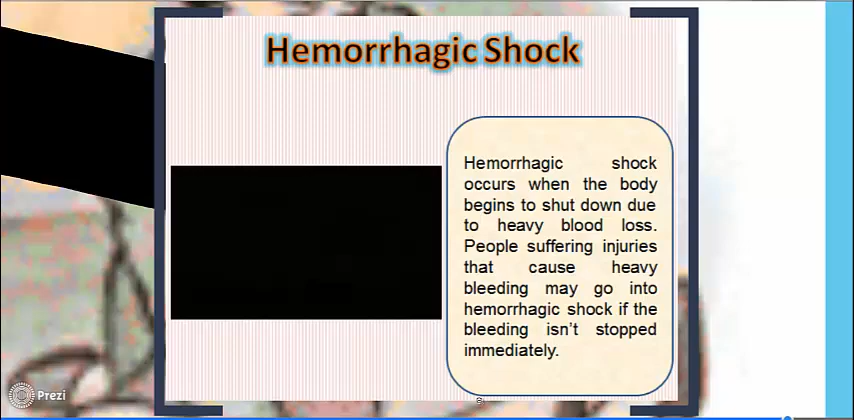 Hemorrhagic Shock
Hemorrhagic shock
occurs when the body
begins to shut down due
to heavy blood loss.
People suffering injuries
that cause heavy
bleeding may go into
hemorrhagic shock if the
bleeding isn't stopped
immediately.
Prezi